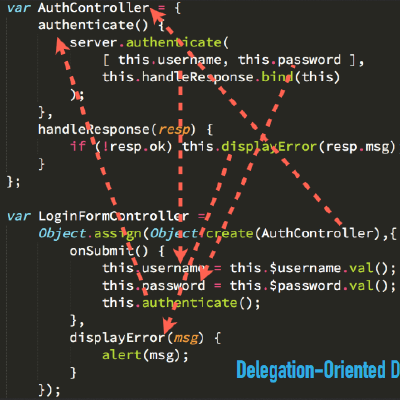 var AuthController = {
authenticate() {
server.authenticate(
[ this.username, this.password ],
this.handleResponse.bind(this)
);
},
handleResponse(resp) {
if (!resp.ok) this.displayError(resp.msg)
}
};
var LoginFormController =
Object.assign(Object.create(AuthController),{
onSubmit() {
this.username = this.$username.val();
this.password = this.$password.val();
this.authenticate();
},
displayError(msg) {
alert(msg);
}
});
Delegation-Oriented D